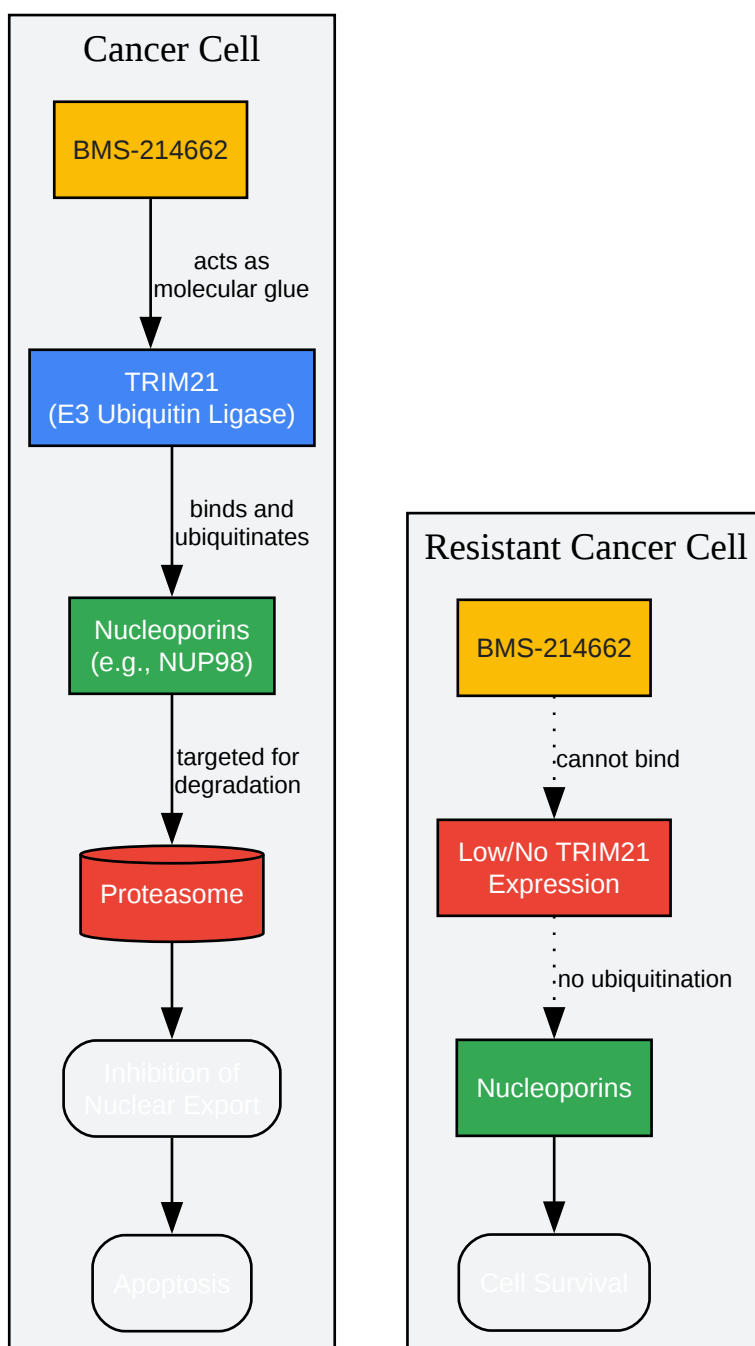 Cancer Cell
BMS-214662
acts as
molecular glue
TRIM21
(E3 Ubiquitin Ligase)
binds and
ubiquitinates
Nucleoporins
(e.g., NUP98)
targeted for
degradation
Proteasome
Inhibition of
Nuclear Export
Apoptosis
Resistant Cancer Cell
BMS-214662
cannot bind
Low/No TRIM21
Expression
no ubiquitination
Nucleoporins
Cell Survival